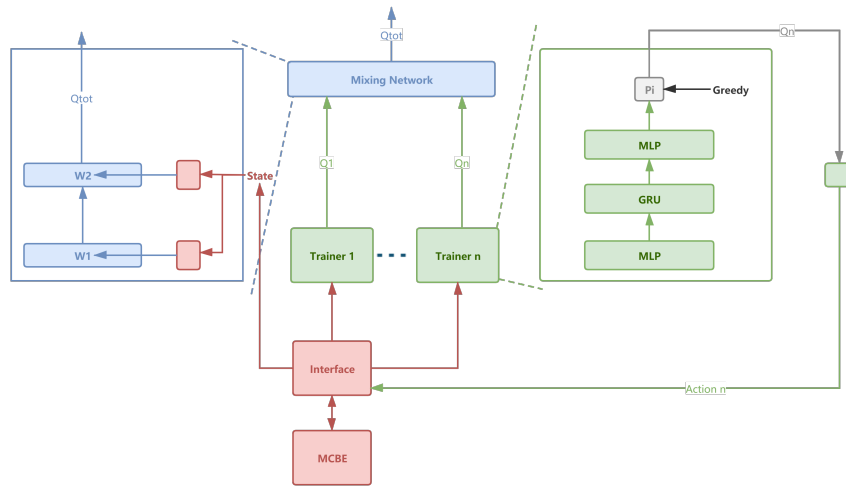 Qtot
Mixing Network
Q1
Qn
Trainer 1
Trainer n
Interface
MCBE
Qtot
W2
W1
State
Qn
Pi
Greedy
MLP
GRU
MLP
Action n